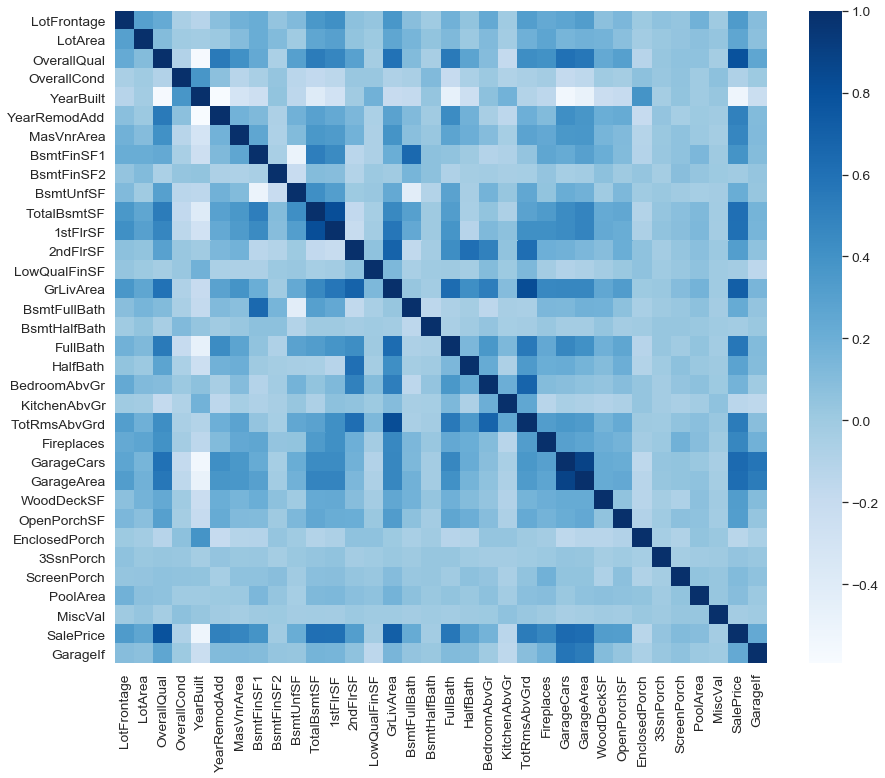 LotFrontage
LotArea
OverallQual
OverallCond
YearBuilt
YearRemodAdd
MasVnrArea
BsmtFinSF1
BsmtFinSF2
BsmtUnfSF
TotalBsmtSF
1stFlrSF
2ndFlrSF
LowQualFinSF
GrLivArea
BsmtFullBath
BsmtHalfBath
FullBath
HalfBath
BedroomAbvGr
KitchenAbvGr
TotRmsAbvGrd
Fireplaces
GarageCars
GarageArea
WoodDeckSF
OpenPorchSF
EnclosedPorch
3SsnPorch
ScreenPorch
PoolArea
MiscVal
SalePrice
GarageIf
LotFrontage
LotArea
OverallQual
OverallCond
YearBuilt
YearRemodAdd
MasVnrArea
BsmtFinSF1
BsmtFinSF2
BsmtUnfSF
TotalBsmtSF
1stFlrSF
2ndFlrSF
LowQualFinSF
GrLivArea
BsmtFullBath
BsmtHalfBath
FullBath
HalfBath
BedroomAbvGr
KitchenAbvGr
TotRmsAbvGrd
Fireplaces
GarageCars
GarageArea
WoodDeckSF
OpenPorchSF
EnclosedPorch
3SsnPorch
ScreenPorch
PoolArea
MiscVal
SalePrice
GarageIf
1.0
0.8
0.6
0.4
0.2
0.0
−0.2
−0.4